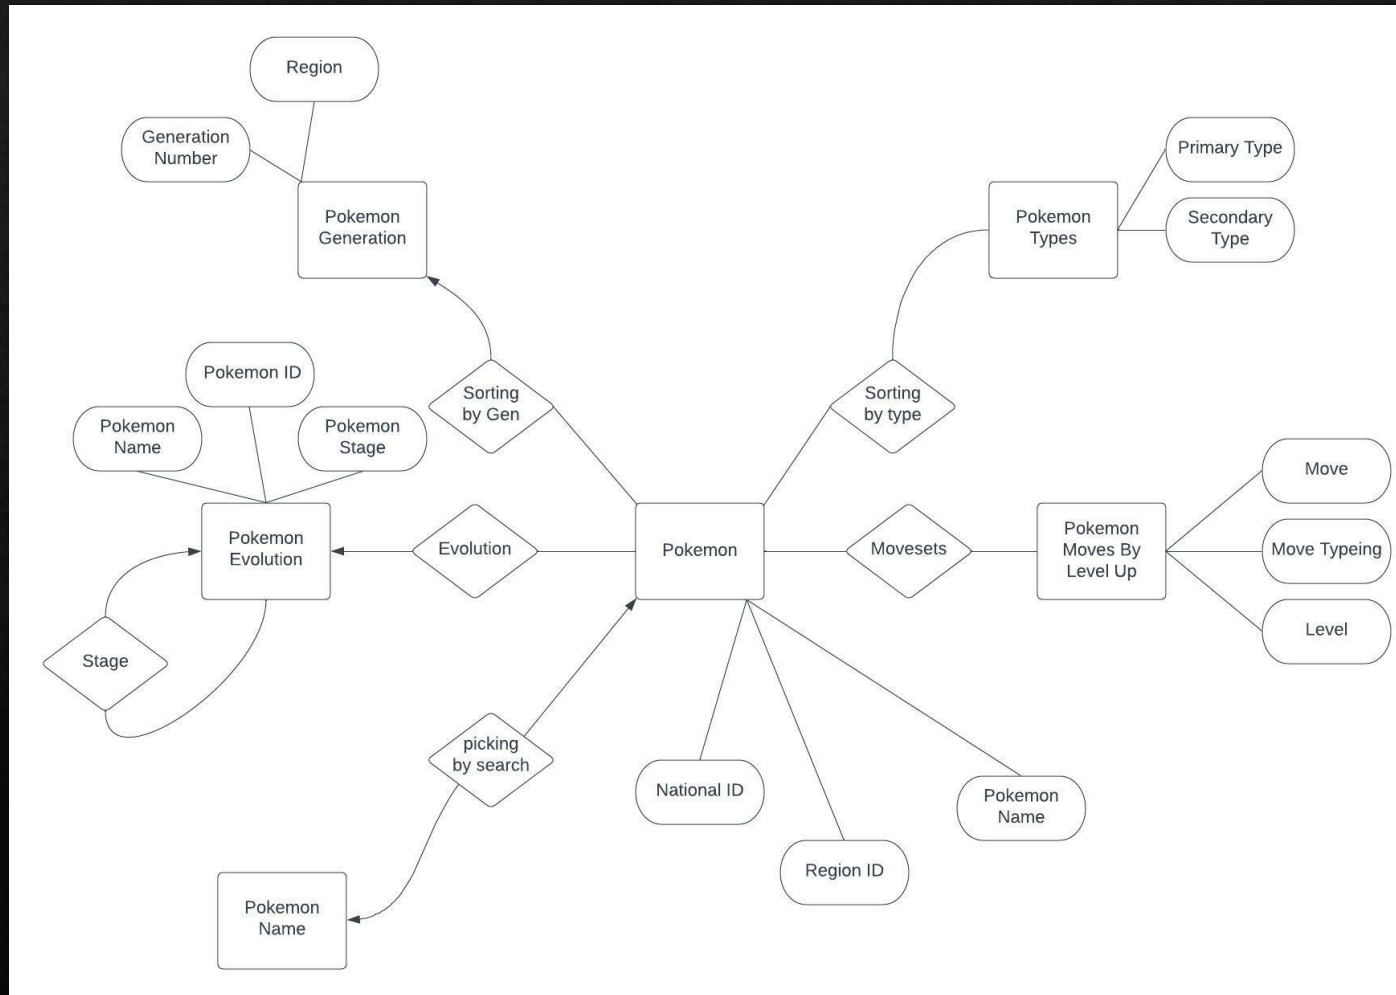 Region
Generation
Number
Pokemon
Generation
Primary Type
Secondary
Type
Pokemon
Types
Pokemon ID
Pokemon
Name
Pokemon
Stage
Sorting
by Gen
Sorting
by type
Pokemon
Evolution
Evolution
Pokemon
Movesets
Pokemon
Moves By
Level Up
Move
Move Typeing
Level
Stage
picking
by search
National ID
Region ID
Pokemon
Name
Pokemon
Name